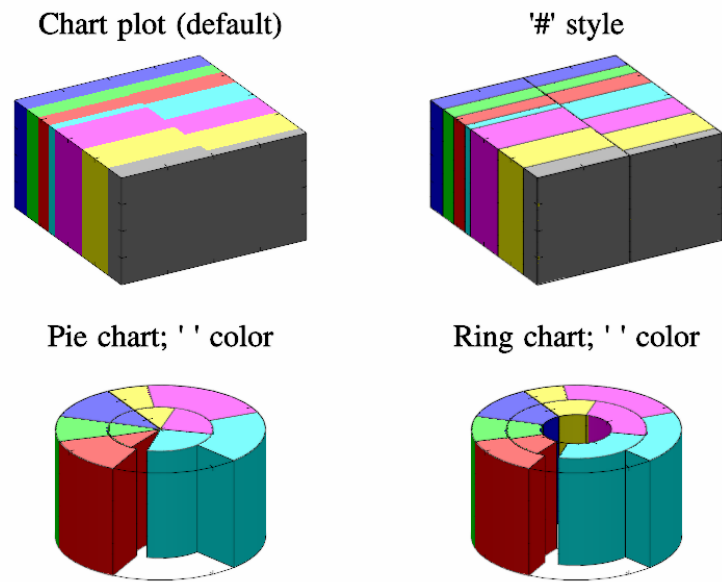 Chart plot (default)
'#' style
Pie chart; ' ' color
Ring chart; ' ' color